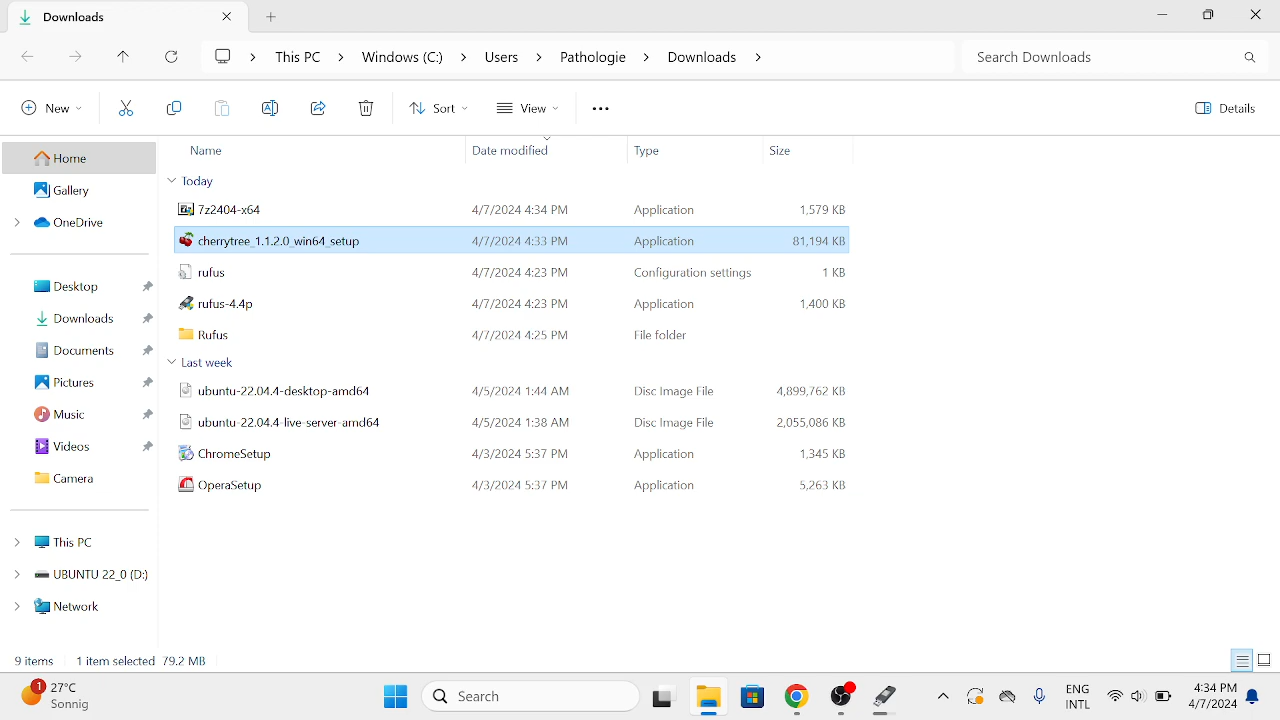 Downloads
This PC Windows (C:) Users Pathologie Downloads Search Downloads
New Sort View Details
Name Date modified Type Size
Home
Gallery
OneDrive
Desktop
Downloads
Documents
Pictures
Music
Videos
Camera
This PC
UBUNTU 22_0 (D:)
Network
Today
7z2404-x64 4/7/2024 4:34 PM Application 1,579 KB
cherrytree_1.1.2.0_win64_setup 4/7/2024 4:33 PM Application 81,194 KB
rufus 4/7/2024 4:23 PM Configuration settings 1 KB
rufus-4.4p 4/7/2024 4:23 PM Application 1,400 KB
Rufus 4/7/2024 4:25 PM File folder
Last week
ubuntu-22.04.4-desktop-amd64 4/5/2024 1:44 AM Disc Image File 4,899,762 KB
ubuntu-22.04.4-live-server-amd64 4/5/2024 1:38 AM Disc Image File 2,055,086 KB
ChromeSetup 4/3/2024 5:37 PM Application 1,345 KB
OperaSetup 4/3/2024 5:37 PM Application 5,263 KB
9 items 1 item selected 79.2 MB
1 27°C
Sonnig
Search
ENG
INTL
4:34 PM
4/7/2024